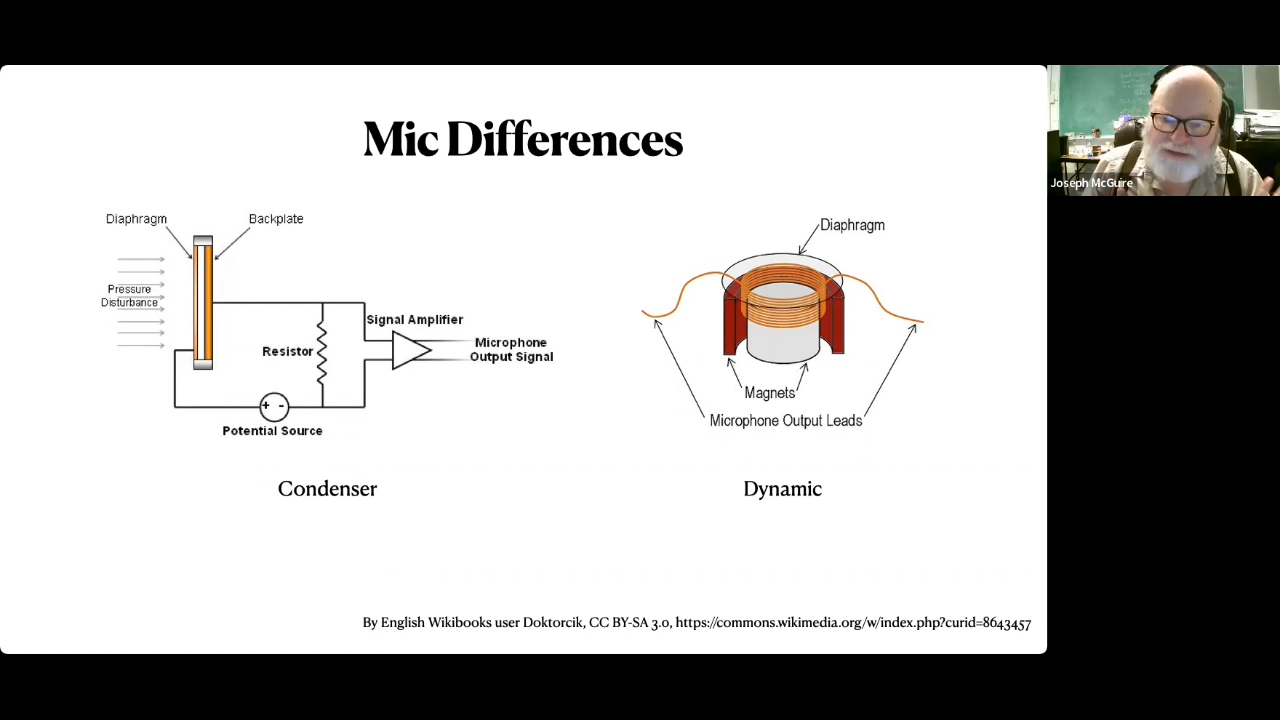 Mic Differences
Diaphragm
Backplate
Pressure
Disturbance
Signal Amplifier
Resistor
Microphone
Output Signal
+ -
Potential Source
Condenser
Diaphragm
Magnets
Microphone Output Leads
Dynamic
By English Wikibooks user Doktorcik, CC BY-SA 3.0, https://commons.wikimedia.org/w/index.php?curid=8643457
Joseph McGuire